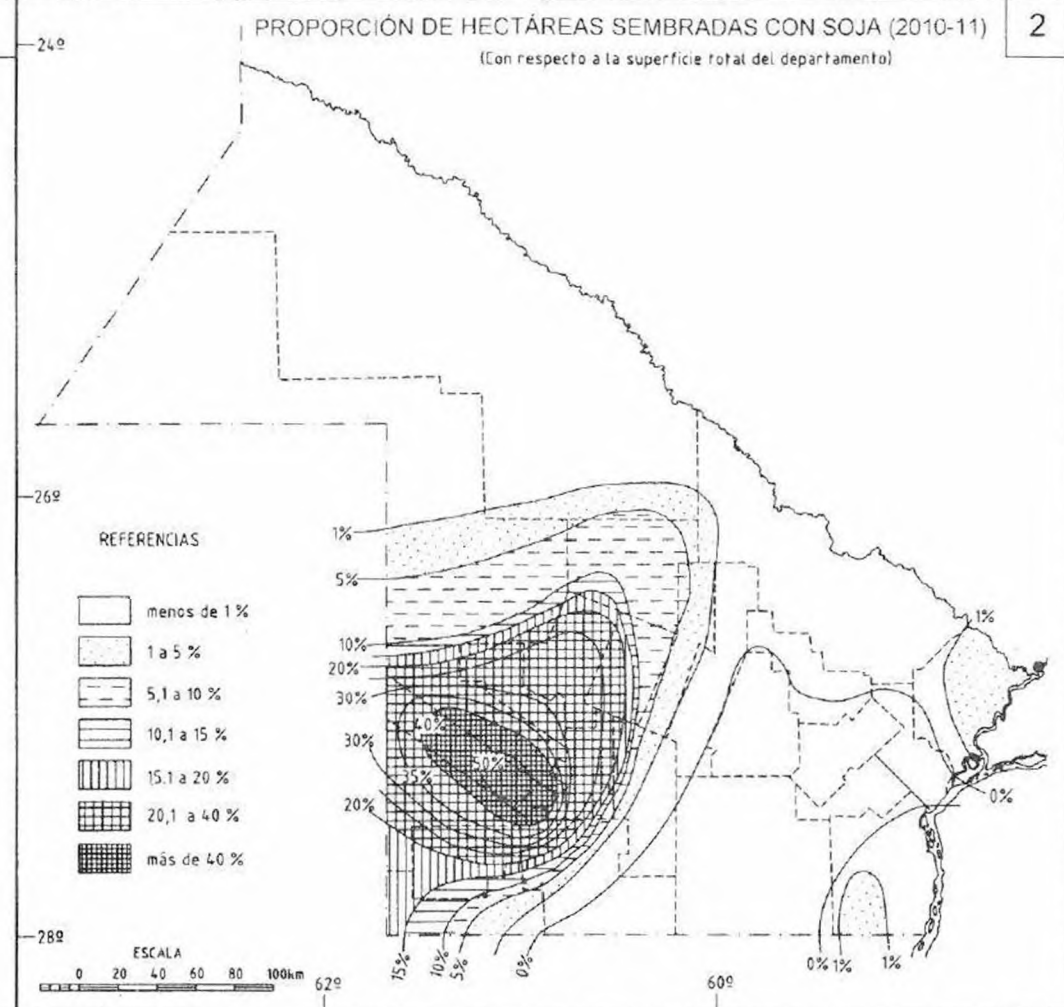 PROPORCIÓN DE HECTÁREAS SEMBRADAS CON SOJA (2010-11)
2
(Con respecto a la superficie total del departamento)
24º
26º
28º
REFERENCIAS
menos de 1 %
1 a 5 %
5,1 a 10 %
10,1 a 15 %
15.1 a 20 %
20,1 a 40 %
más de 40 %
1%
5%
10%
20%
30%
40%
30%
50%
35%
20%
1%
0%
15%
10%
5%
0%
0%
1%
1%
ESCALA
0 20 40 60 80 100km
62º
60º